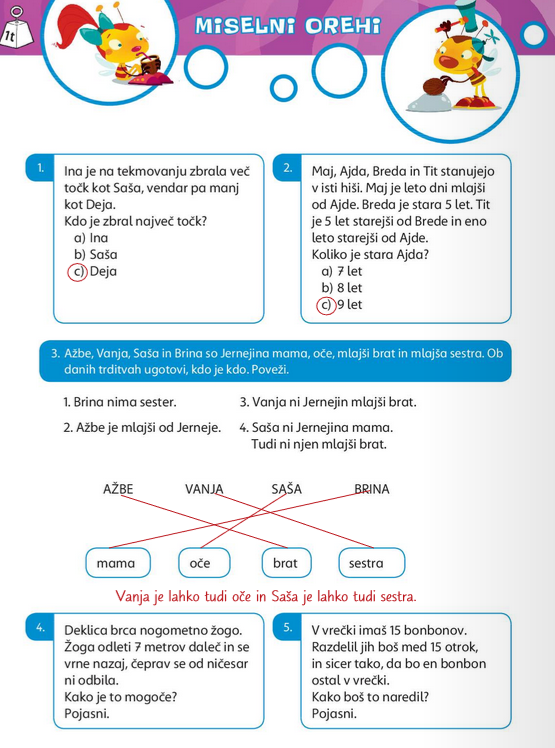 1t
MISELNI OREHI
1.
Ina je na tekmovanju zbrala več
točk kot Saša, vendar pa manj
kot Deja.
Kdo je zbral največ točk?
a) Ina
b) Saša
c) Deja
2.
Maj, Ajda, Breda in Tit stanujejo
v isti hiši. Maj je leto dni mlajši
od Ajde. Breda je stara 5 let. Tit
je 5 let starejši od Brede in eno
leto starejši od Ajde.
Koliko je stara Ajda?
a) 7 let
b) 8 let
c) 9 let
3. Ažbe, Vanja, Saša in Brina so Jernejina mama, oče, mlajši brat in mlajša sestra. Ob
danih trditvah ugotovi, kdo je kdo. Poveži.
1. Brina nima sester.
2. Ažbe je mlajši od Jerneje.
3. Vanja ni Jernejin mlajši brat.
4. Saša ni Jernejina mama.
Tudi ni njen mlajši brat.
AŽBE VANJA SAŠA BRINA
mama oče brat sestra
Vanja je lahko tudi oče in Saša je lahko tudi sestra.
4.
Deklica brca nogometno žogo.
Žoga odleti 7 metrov daleč in se
vrne nazaj, čeprav se od ničesar
ni odbila.
Kako je to mogoče?
Pojasni.
5.
V vrečki imaš 15 bonbonov.
Razdelil jih boš med 15 otrok,
in sicer tako, da bo en bonbon
ostal v vrečki.
Kako boš to naredil?
Pojasni.